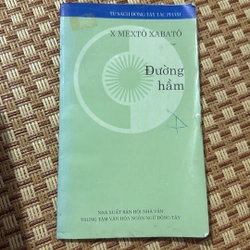 TỦ SÁCH ĐÔNG TÂY TÁC PHẨM
X MEXTÔ XABATÔ
Đường
hầm
NHÀ XUẤT BẢN HỘI NHÀ VĂN
TRUNG TÂM VĂN HÓA NGÔN NGỮ ĐÔNG TÂY